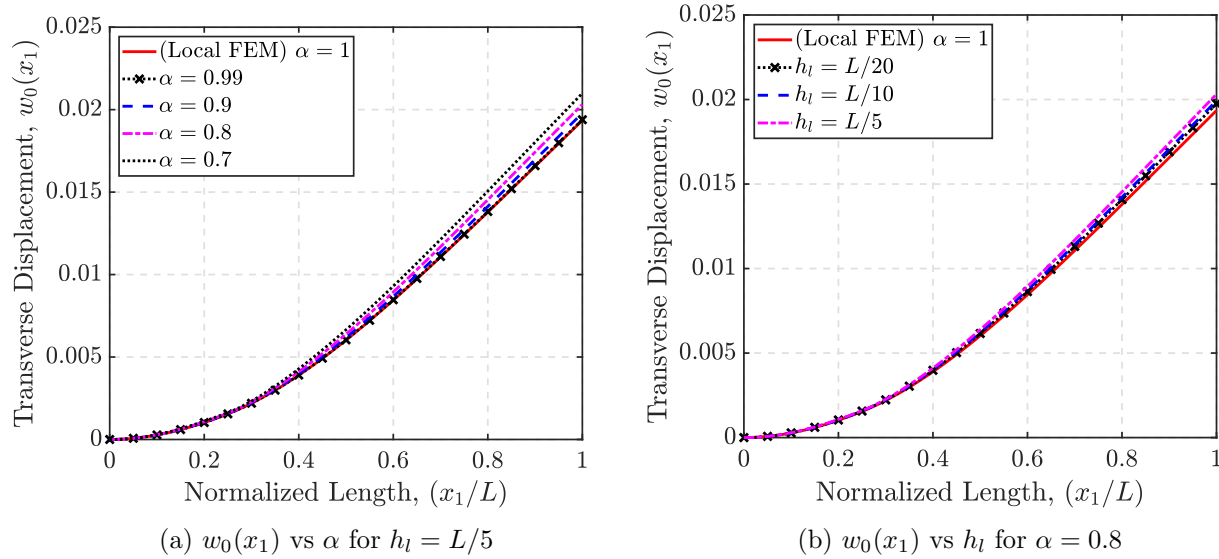 0.025
0.02
0.015
0.01
0.005
0
Transverse Displacement, w₀(x₁)
(Local FEM) α = 1
α = 0.99
α = 0.9
α = 0.8
α = 0.7
0 0.2 0.4 0.6 0.8 1
Normalized Length, (x₁/L)
(a) w₀(x₁) vs α for hₗ = L/5
0.025
0.02
0.015
0.01
0.005
0
Transverse Displacement, w₀(x₁)
(Local FEM) α = 1
hₗ = L/20
hₗ = L/10
hₗ = L/5
0 0.2 0.4 0.6 0.8 1
Normalized Length, (x₁/L)
(b) w₀(x₁) vs hₗ for α = 0.8